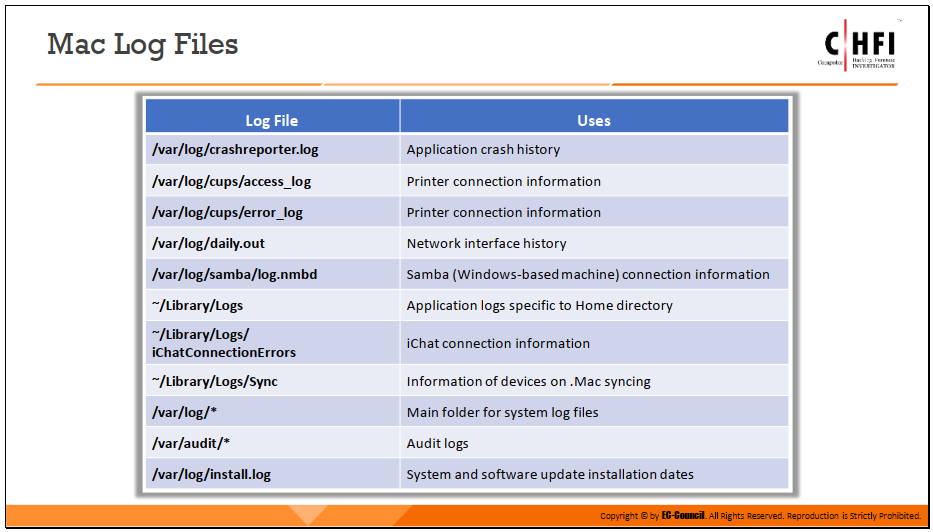 Mac Log Files
CHFI
Computer Hacking Forensic
INVESTIGATOR
Log File Uses
/var/log/crashreporter.log Application crash history
/var/log/cups/access_log Printer connection information
/var/log/cups/error_log Printer connection information
/var/log/daily.out Network interface history
/var/log/samba/log.nmbd Samba (Windows-based machine) connection information
~/Library/Logs Application logs specific to Home directory
~/Library/Logs/
iChatConnectionErrors iChat connection information
~/Library/Logs/Sync Information of devices on .Mac syncing
/var/log/* Main folder for system log files
/var/audit/* Audit logs
/var/log/install.log System and software update installation dates
Copyright © by EC-Council. All Rights Reserved. Reproduction is Strictly Prohibited.